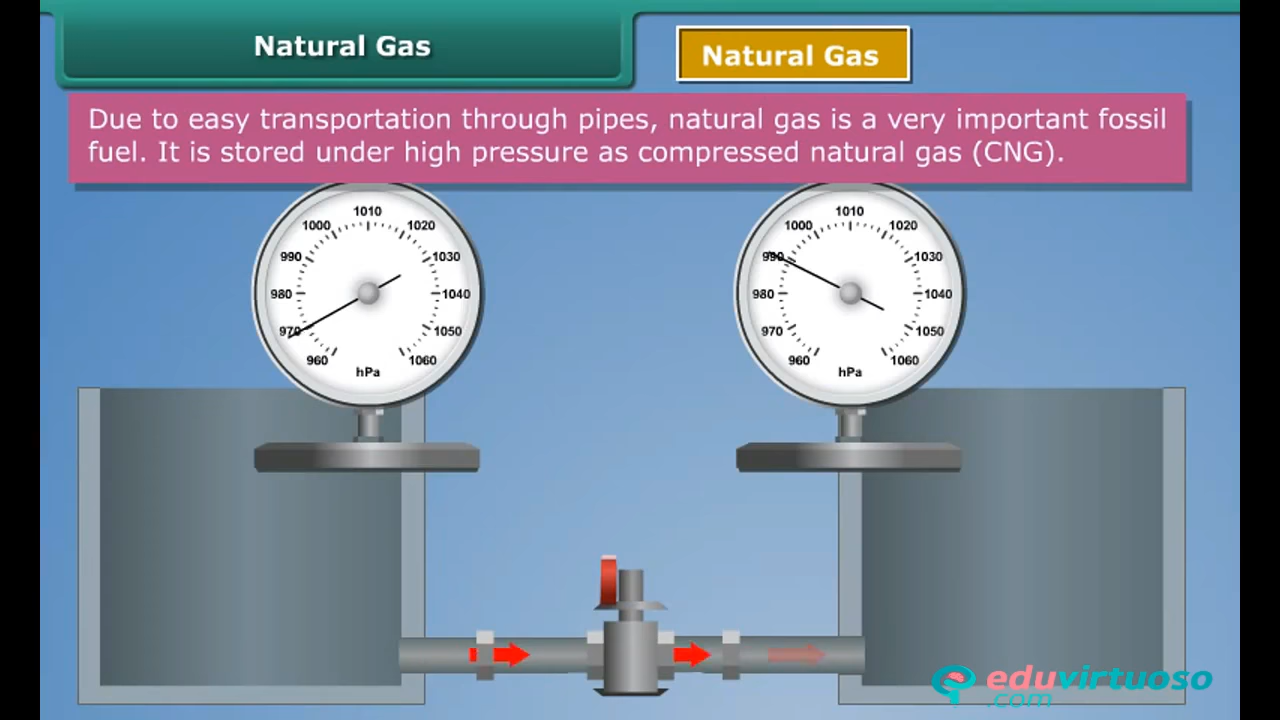 Natural Gas
Natural Gas
Due to easy transportation through pipes, natural gas is a very important fossil
fuel. It is stored under high pressure as compressed natural gas (CNG).
1010
1000
1020
990
1030
980
1040
970
1050
960
1060
hPa
1010
1000
1020
990
1030
980
1040
970
1050
960
1060
hPa
eduvirtuoso
.com